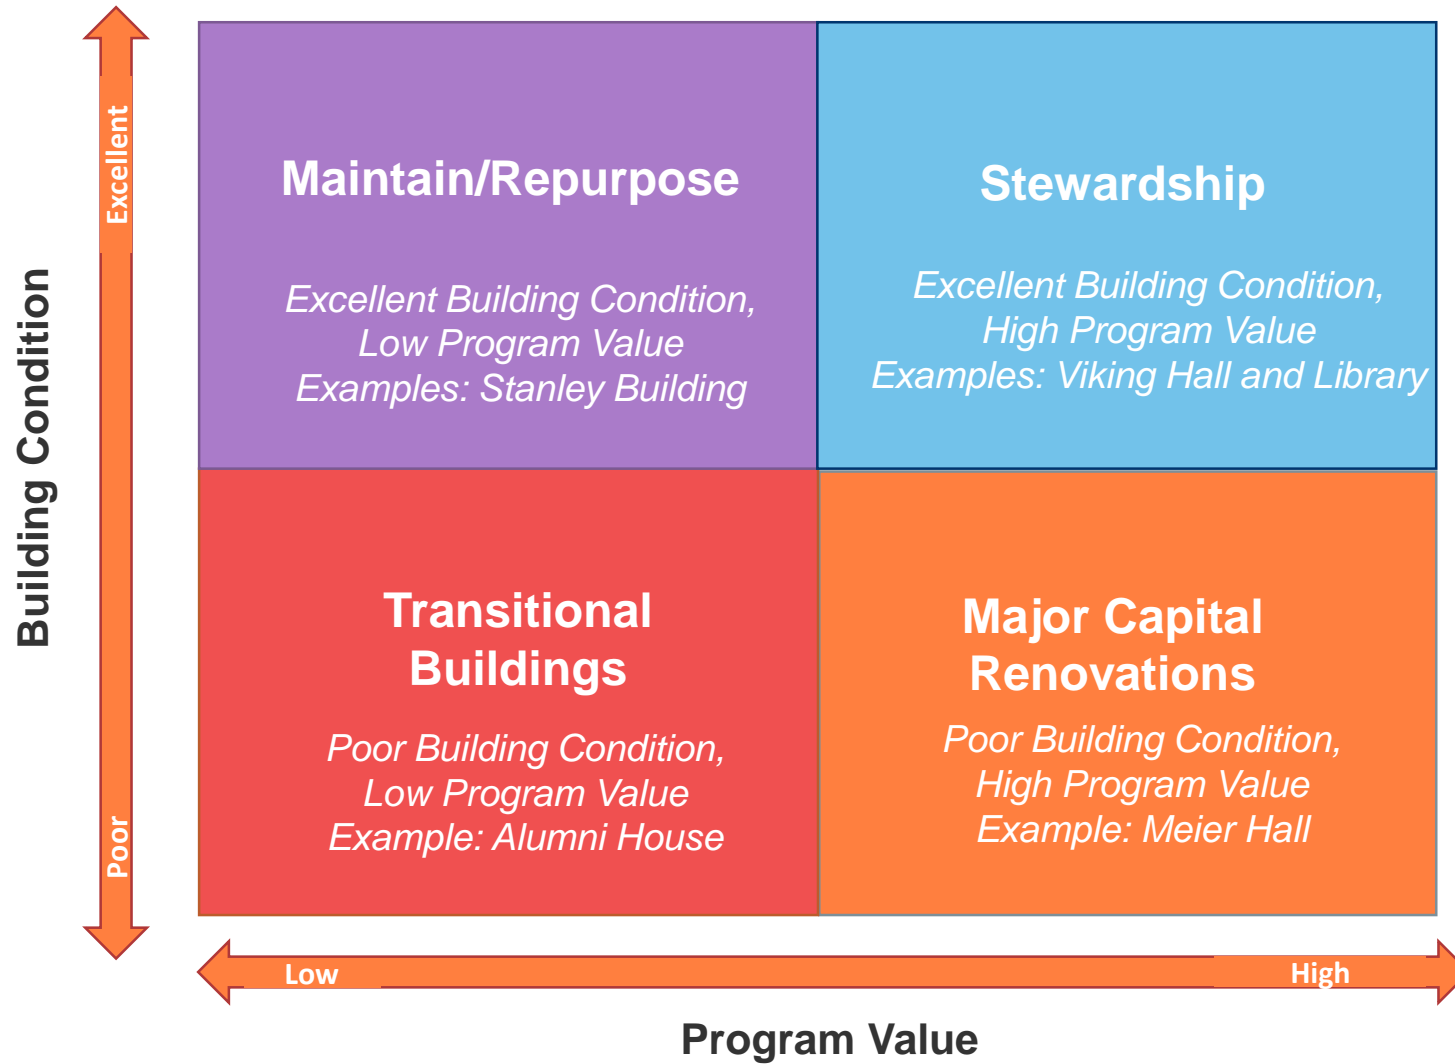 Building Condition
Excellent
Poor
Maintain/Repurpose
Excellent Building Condition,
Low Program Value
Examples: Stanley Building
Stewardship
Excellent Building Condition,
High Program Value
Examples: Viking Hall and Library
Transitional
Buildings
Poor Building Condition,
Low Program Value
Example: Alumni House
Major Capital
Renovations
Poor Building Condition,
High Program Value
Example: Meier Hall
Low
High
Program Value